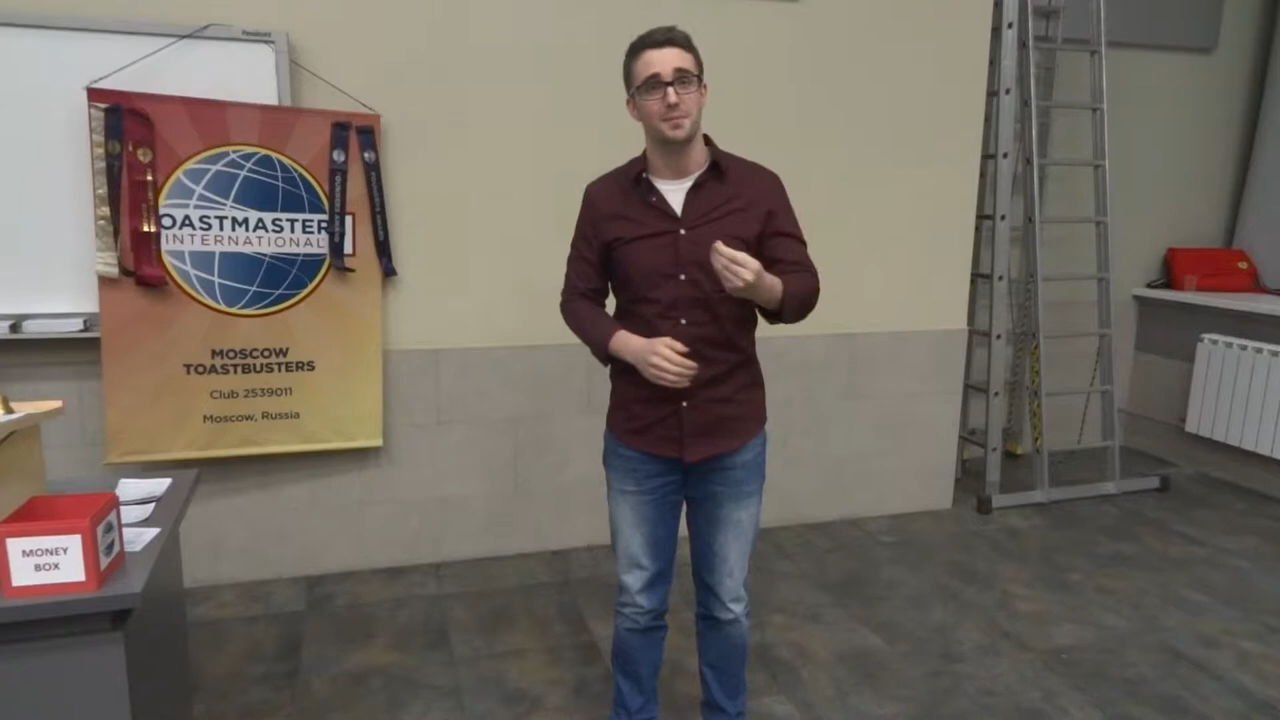 OASTMASTER
INTERNATIONAL
MOSCOW
TOASTBUSTERS
Club 2539011
Moscow, Russia
MONEY
BOX